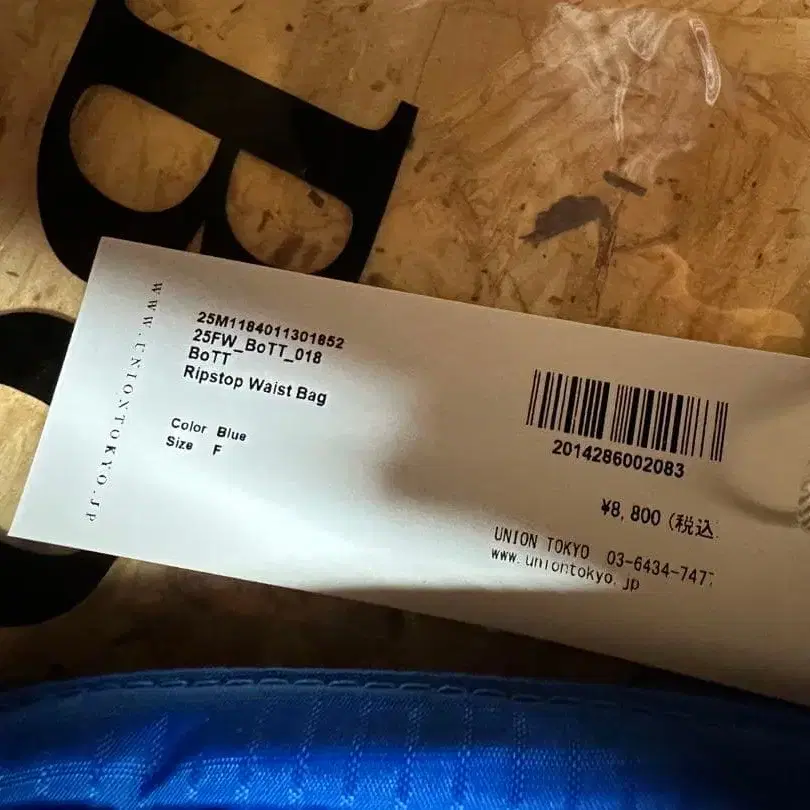 B
WWW.UNIONTOKYO.JP
25M1184011301852
25FW_BoTT_018
BoTT
Ripstop Waist Bag
Color Blue
Size F
2014286002083
¥8,800 (税込
UNION TOKYO 03-6434-7477
www.uniontokyo.jp